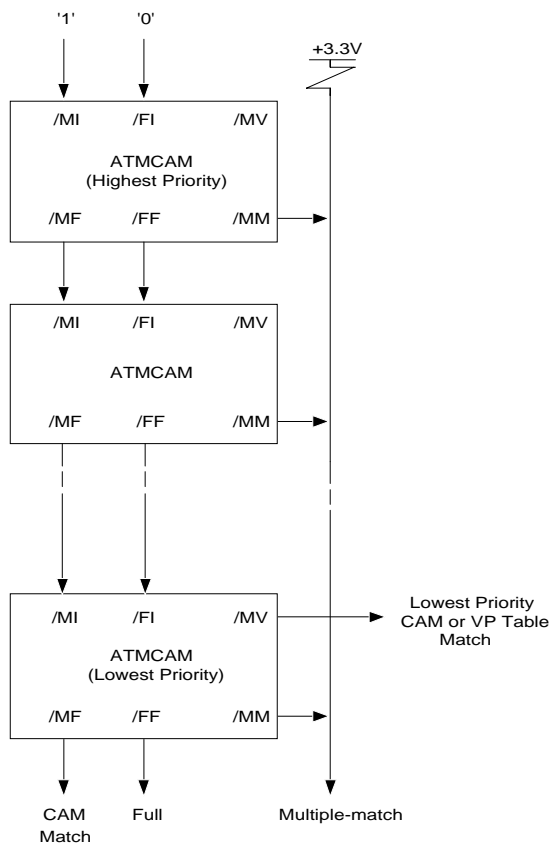 '1' '0'
+3.3V
/MI /FI /MV
ATMCAM
(Highest Priority)
/MF /FF /MM
/MI /FI /MV
ATMCAM
/MF /FF /MM
/MI /FI /MV
ATMCAM
(Lowest Priority)
/MF /FF /MM
Lowest Priority
CAM or VP Table
Match
CAM
Match
Full
Multiple-match